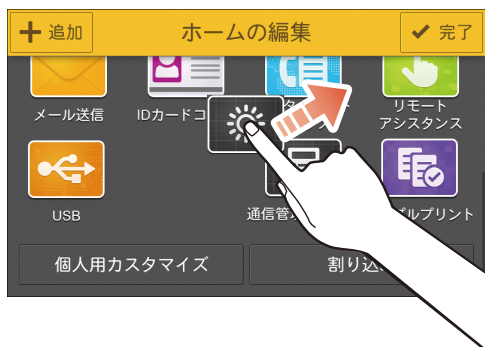 追加
ホームの編集
完了
メール送信
IDカードコ
リモート
アシスタンス
USB
通信管
プルプリント
個人用カスタマイズ
割り込